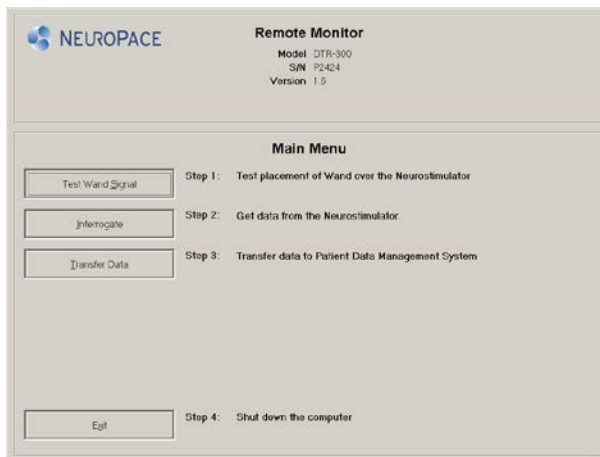 NEUROPACE
Remote Monitor
Model DTR-300
S/N P2424
Version 1.6
Main Menu
Test Wand Signal Step 1: Test placement of Wand over the Neurostimulator
Interrogate Step 2: Get data from the Neurostimulator
Transfer Data Step 3: Transfer data to Patient Data Management System
Exit Step 4: Shut down the computer